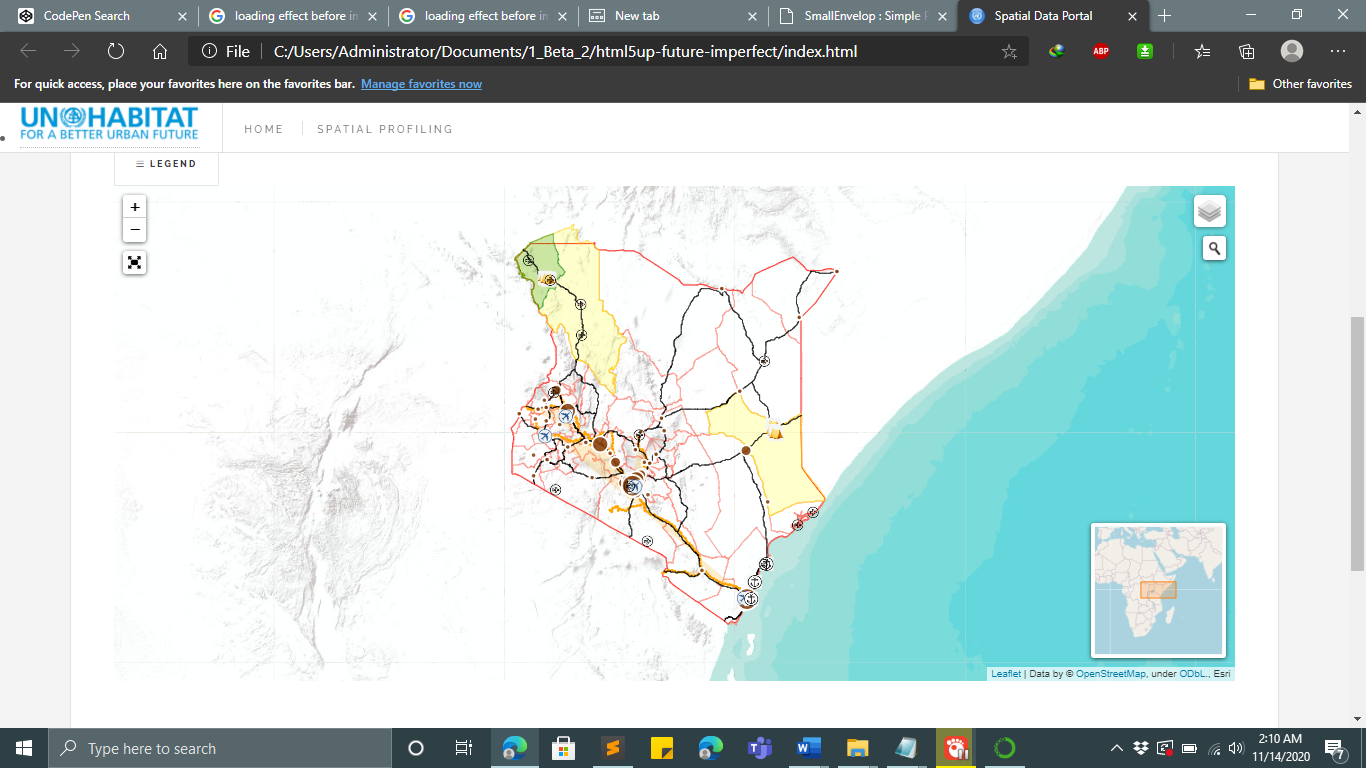 CodePen Search
loading effect before in
loading effect before in
New tab
SmallEnvelop : Simple P
Spatial Data Portal
File
C:/Users/Administrator/Documents/1_Beta_2/html5up-future-imperfect/index.html
ABP
For quick access, place your favorites here on the favorites bar. Manage favorites now
Other favorites
UN HABITAT
FOR A BETTER URBAN FUTURE
HOME
SPATIAL PROFILING
☰ LEGEND
+
−
Leaflet | Data by © OpenStreetMap, under ODbL., Esri
Type here to search
2:10 AM
11/14/2020
7